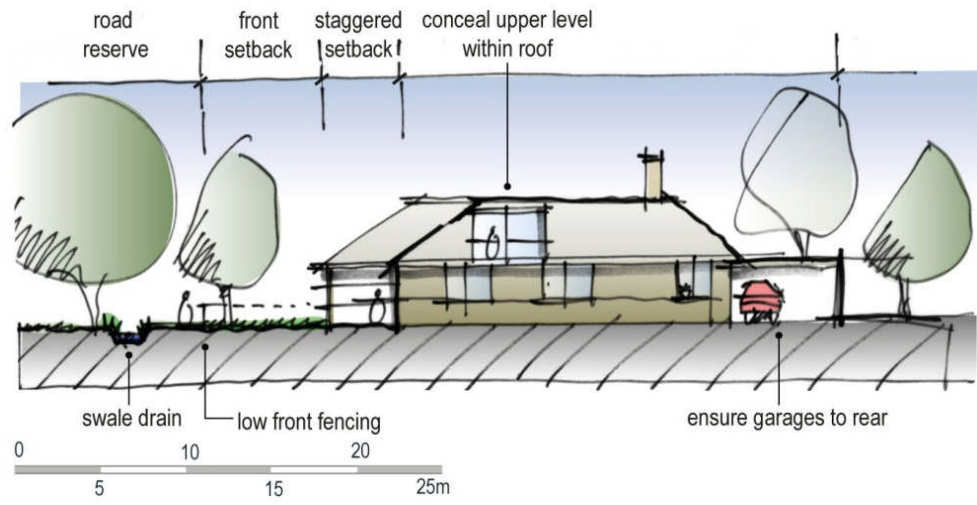 road
reserve
front
setback
staggered
setback
conceal upper level
within roof
swale drain
low front fencing
ensure garages to rear
0
10
20
5
15
25m